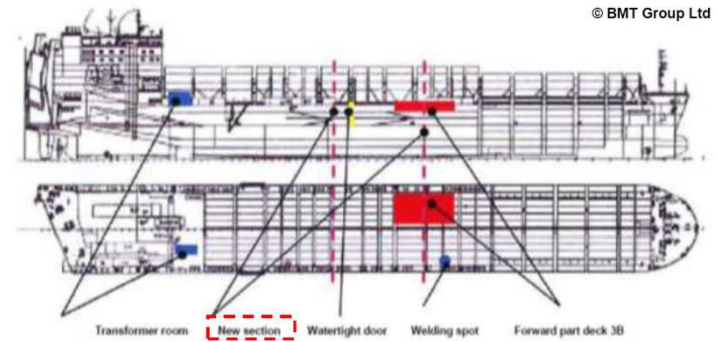 © BMT Group Ltd
Transformer room New section Watertight door Welding spot Forward part deck 3B